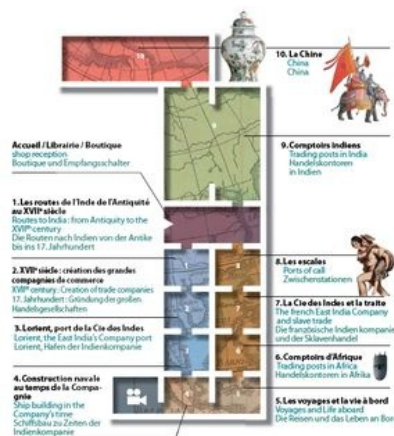 10. La Chine
China
China
Accueil / Librairie / Boutique
shop reception
Boutique und Empfangsschalter
9. Comptoirs indiens
Trading posts in India
Handelskontoren
in Indien
1. Les routes de l'Inde de l'Antiquité
au XVIIᵉ siècle
Routes to India : from Antiquity to the
XVIIᵗʰ century
Die Routen nach Indien von der Antike
bis ins 17. Jahrhundert
2. XVIIᵉ siècle : création des grandes
compagnies de commerce
XVIIᵗʰ century : Creation of trade companies
17. Jahrhundert : Gründung der großen
Handelsgesellschaften
8. Les escales
Ports of call
Zwischenstationen
7. La Cie des Indes et la traite
The french East India Company
and slave trade
Die französische Indien kompanie
und der Sklavenhandel
3. Lorient, port de la Cie des Indes
Lorient, the East India's Company port
Lorient, Hafen der Indienkompanie
6. Comptoirs d'Afrique
Trading posts in Africa
Handelskontoren in Afrika
4. Construction navale
au temps de la Compa-
gnie
Ship building in the
Company's time
Schiffsbau zu Zeiten der
Indienkompanie
5. Les voyages et la vie à bord
Voyages and Life aboard
Die Reisen und das Leben an Bor